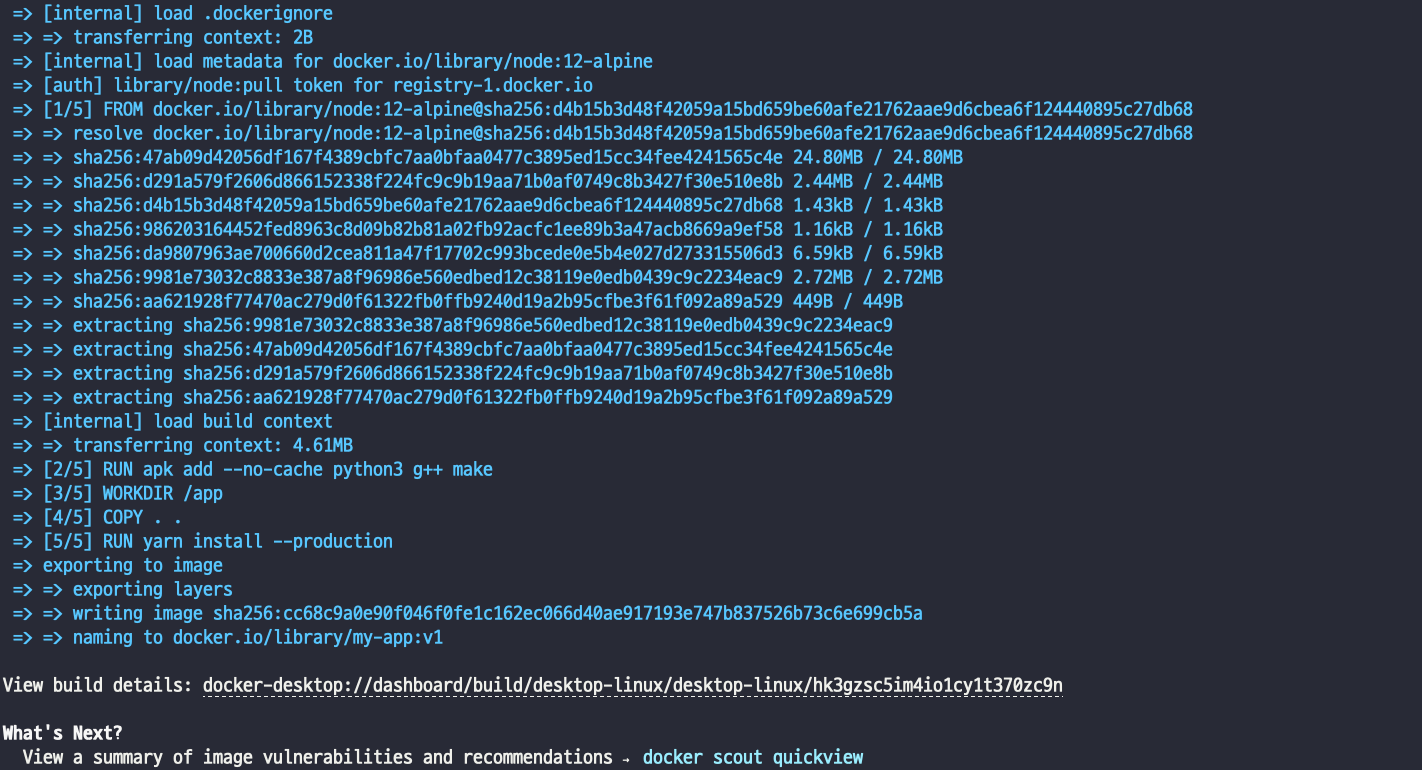 => [internal] load .dockerignore
=> => transferring context: 2B
=> [internal] load metadata for docker.io/library/node:12-alpine
=> [auth] library/node:pull token for registry-1.docker.io
=> [1/5] FROM docker.io/library/node:12-alpine@sha256:d4b15b3d48f42059a15bd659be60afe21762aae9d6cbea6f124440895c27db68
=> => resolve docker.io/library/node:12-alpine@sha256:d4b15b3d48f42059a15bd659be60afe21762aae9d6cbea6f124440895c27db68
=> => sha256:47ab09d42056df167f4389cbfc7aa0bfaa0477c3895ed15cc34fee4241565c4e 24.80MB / 24.80MB
=> => sha256:d291a579f2606d866152338f224fc9c9b19aa71b0af0749c8b3427f30e510e8b 2.44MB / 2.44MB
=> => sha256:d4b15b3d48f42059a15bd659be60afe21762aae9d6cbea6f124440895c27db68 1.43kB / 1.43kB
=> => sha256:986203164452fed8963c8d09b82b81a02fb92acfc1ee89b3a47acb8669a9ef58 1.16kB / 1.16kB
=> => sha256:da9807963ae700660d2cea811a47f17702c993bcede0e5b4e027d273315506d3 6.59kB / 6.59kB
=> => sha256:9981e73032c8833e387a8f96986e560edbed12c38119e0edb0439c9c2234eac9 2.72MB / 2.72MB
=> => sha256:aa621928f77470ac279d0f61322fb0ffb9240d19a2b95cfbe3f61f092a89a529 449B / 449B
=> => extracting sha256:9981e73032c8833e387a8f96986e560edbed12c38119e0edb0439c9c2234eac9
=> => extracting sha256:47ab09d42056df167f4389cbfc7aa0bfaa0477c3895ed15cc34fee4241565c4e
=> => extracting sha256:d291a579f2606d866152338f224fc9c9b19aa71b0af0749c8b3427f30e510e8b
=> => extracting sha256:aa621928f77470ac279d0f61322fb0ffb9240d19a2b95cfbe3f61f092a89a529
=> [internal] load build context
=> => transferring context: 4.61MB
=> [2/5] RUN apk add --no-cache python3 g++ make
=> [3/5] WORKDIR /app
=> [4/5] COPY . .
=> [5/5] RUN yarn install --production
=> exporting to image
=> => exporting layers
=> => writing image sha256:cc68c9a0e90f046f0fe1c162ec066d40ae917193e747b837526b73c6e699cb5a
=> => naming to docker.io/library/my-app:v1
View build details: docker-desktop://dashboard/build/desktop-linux/desktop-linux/hk3gzsc5im4io1cy1t370zc9n
What's Next?
View a summary of image vulnerabilities and recommendations → docker scout quickview